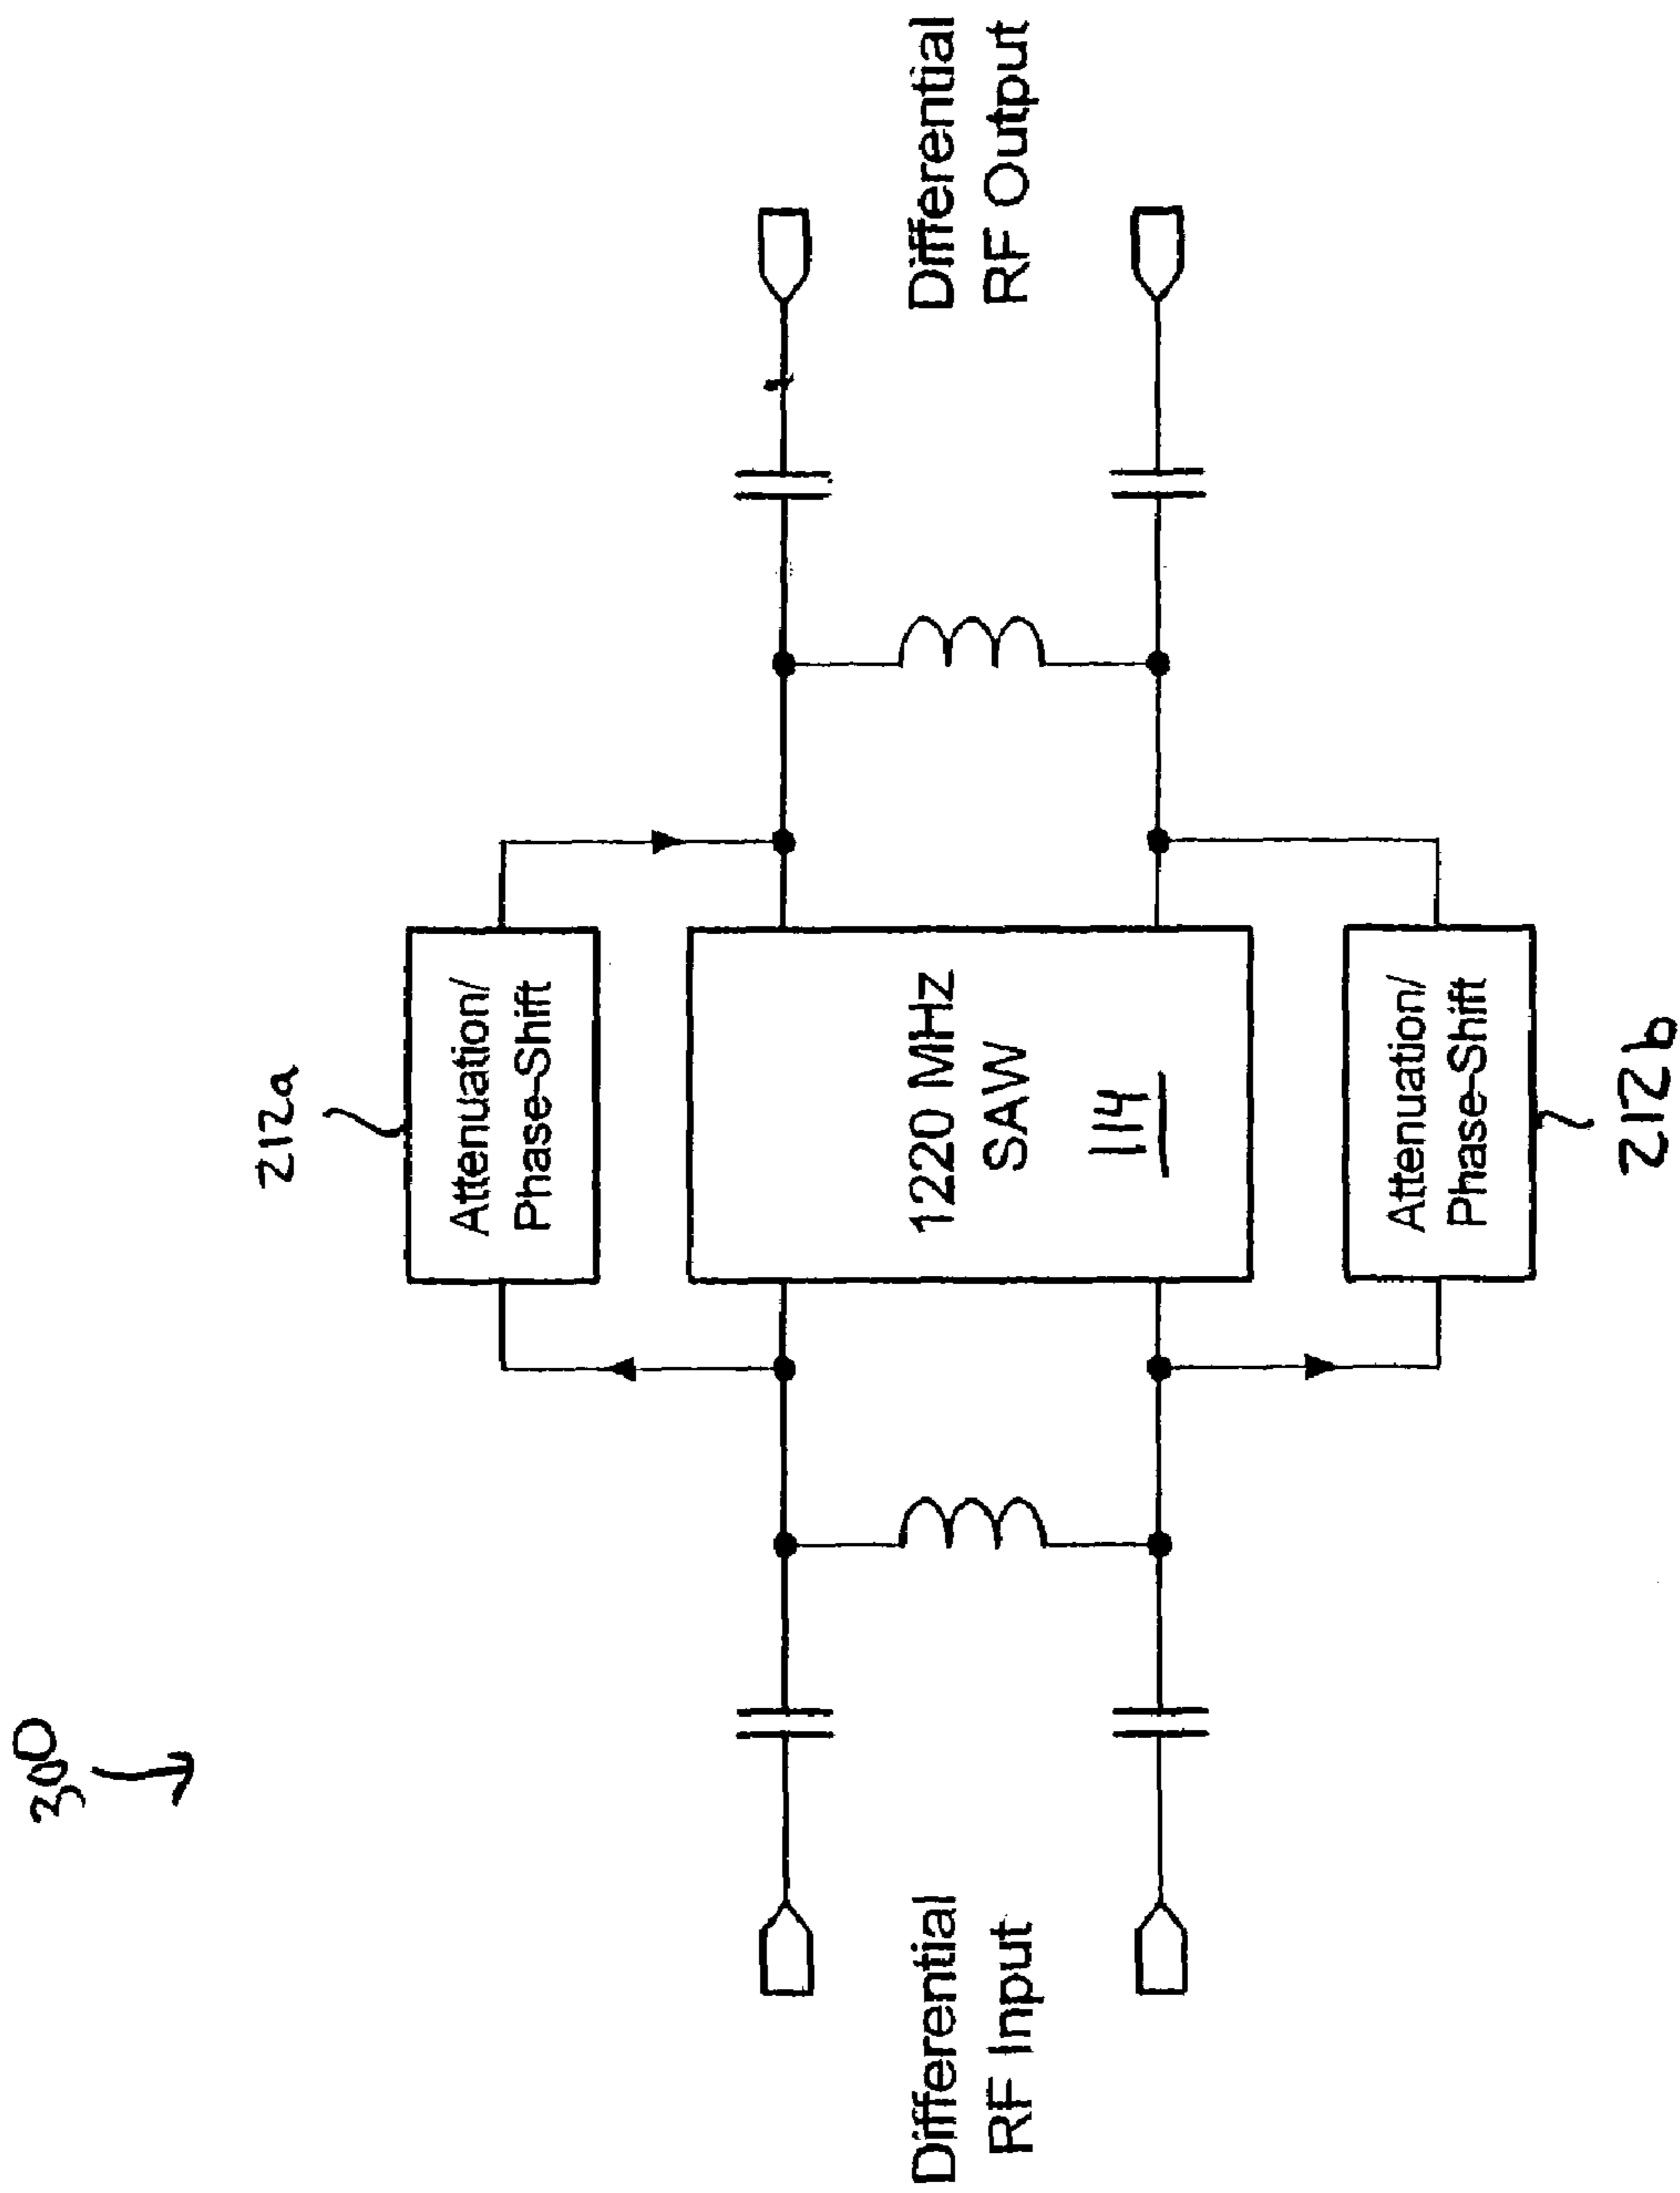 300
212a
Attenuation/
Phase-Shift
Differential
RF Input
1220 MHz
SAW
114
Differential
RF Output
Attenuation/
Phase-Shift
212b